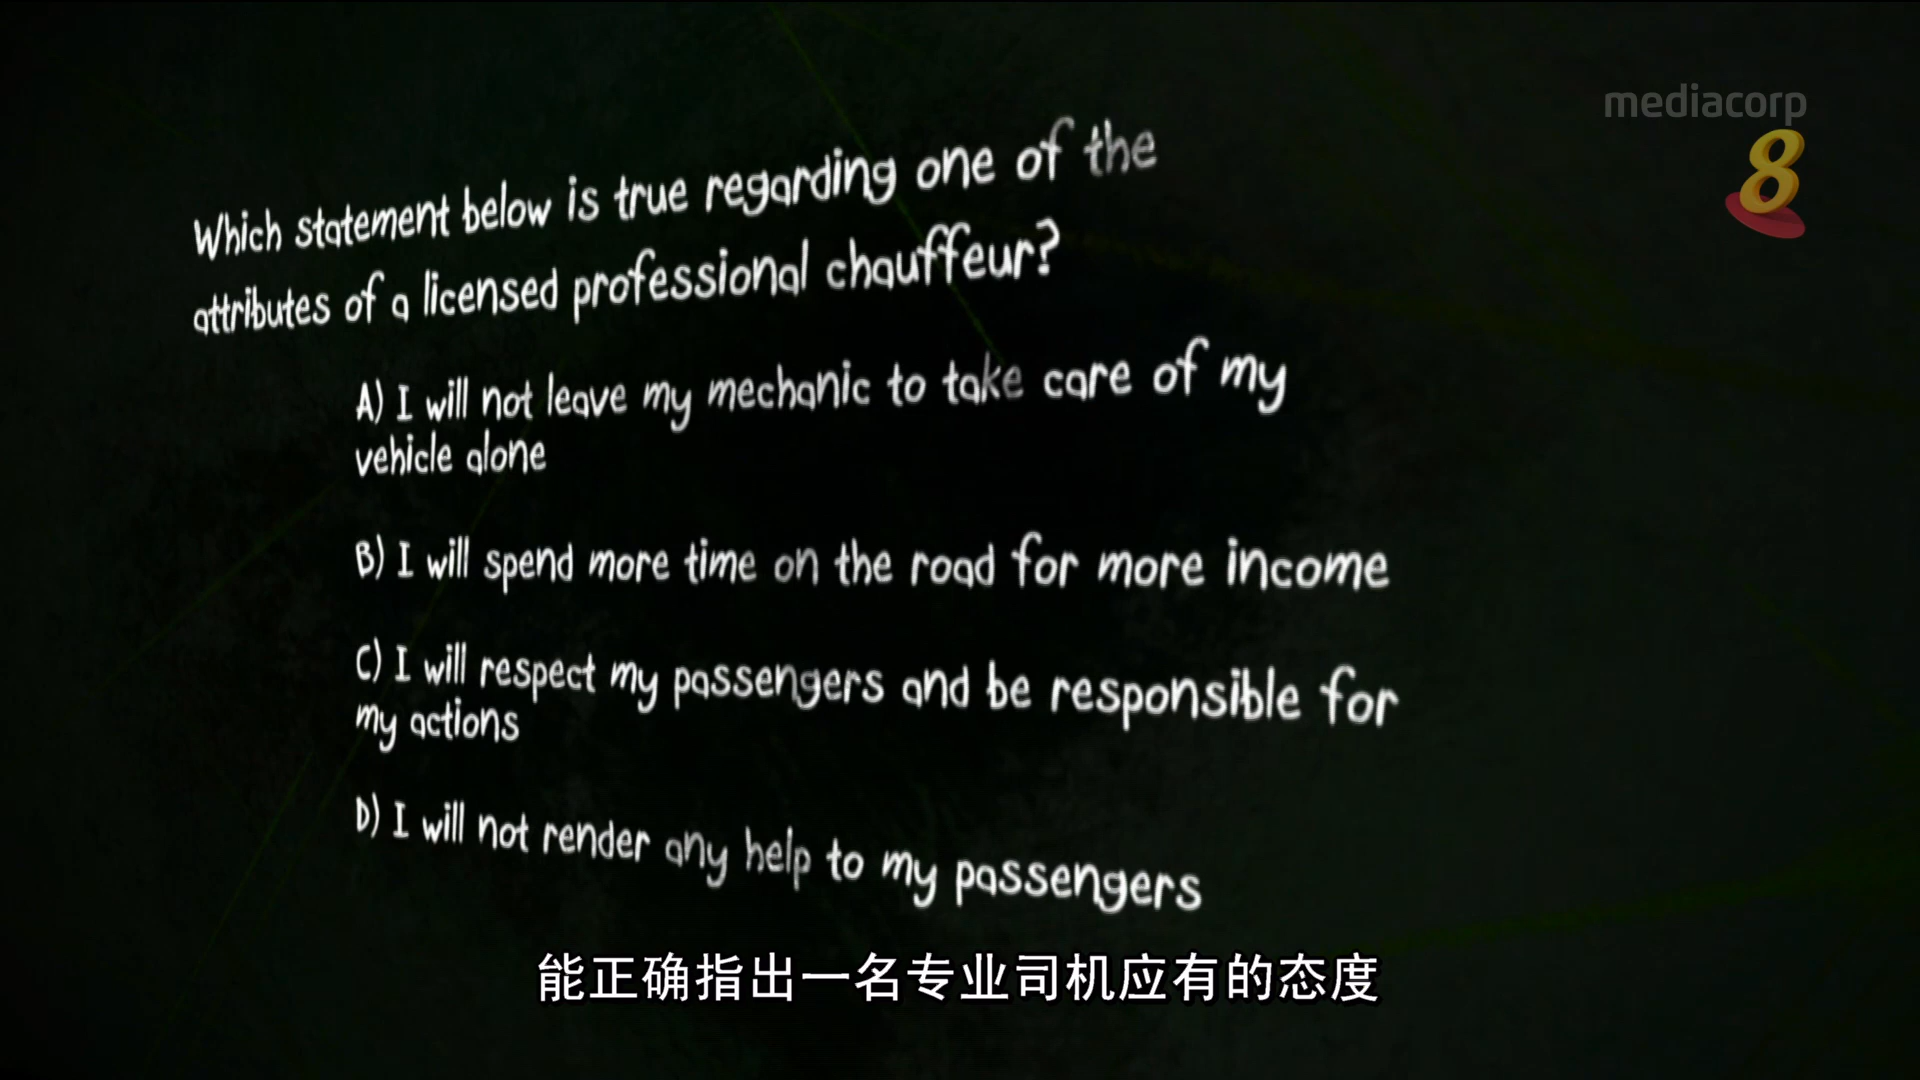 mediacorp
8
Which statement below is true regarding one of the
attributes of a licensed professional chauffeur?
A) I will not leave my mechanic to take care of my
vehicle alone
B) I will spend more time on the road for more income
C) I will respect my passengers and be responsible for
my actions
D) I will not render any help to my passengers
能正确指出一名专业司机应有的态度